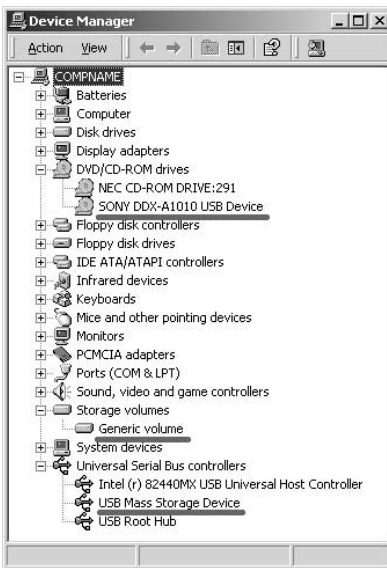 Device Manager
Action View
COMPNAME
Batteries
Computer
Disk drives
Display adapters
DVD/CD-ROM drives
NEC CD-ROM DRIVE:291
SONY DDX-A1010 USB Device
Floppy disk controllers
Floppy disk drives
IDE ATA/ATAPI controllers
Infrared devices
Keyboards
Mice and other pointing devices
Monitors
PCMCIA adapters
Ports (COM & LPT)
Sound, video and game controllers
Storage volumes
Generic volume
System devices
Universal Serial Bus controllers
Intel (r) 82440MX USB Universal Host Controller
USB Mass Storage Device
USB Root Hub